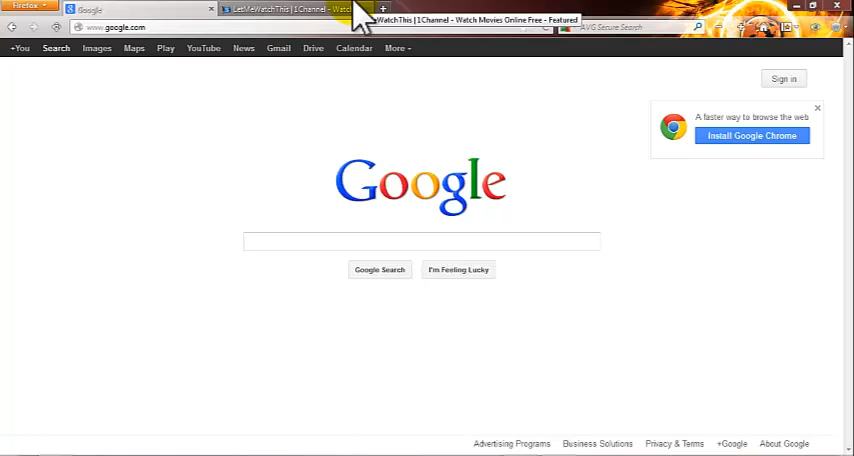 Firefox
Google
LetMeWatchThis | 1Channel - Watc
WatchThis | 1Channel - Watch Movies Online Free - Featured
www.google.com
AVG Secure Search
+You Search Images Maps Play YouTube News Gmail Drive Calendar More
Sign in
A faster way to browse the web
Install Google Chrome
Google
Google Search I'm Feeling Lucky
Advertising Programs Business Solutions Privacy & Terms +Google About Google